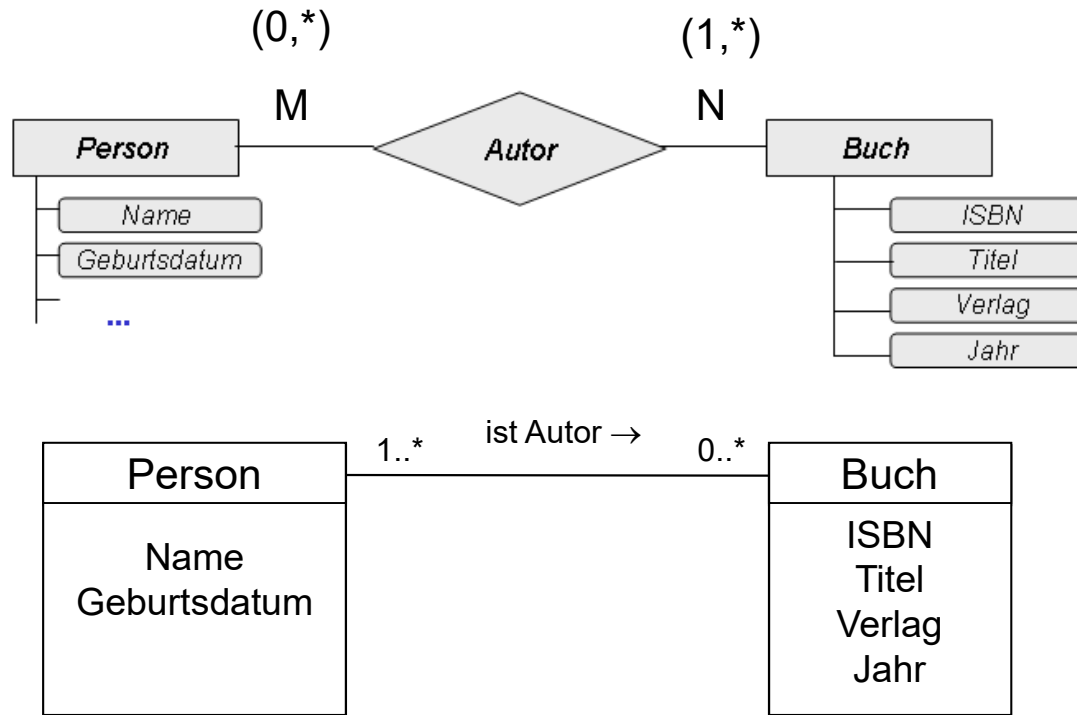 (0,*) (1,*)
M N
Person Autor Buch
Name ISBN
Geburtsdatum Titel
... Verlag
Jahr
1..* ist Autor → 0..*
Person Buch
Name ISBN
Geburtsdatum Titel
Verlag
Jahr